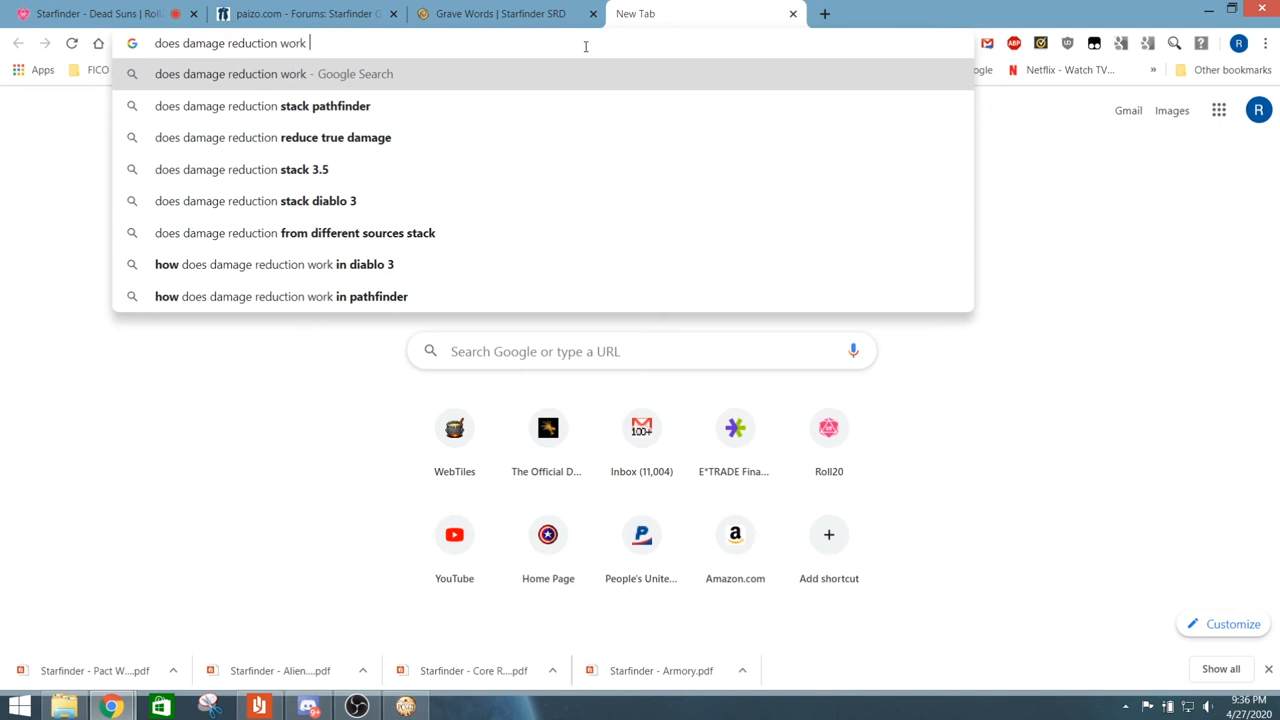 Starfinder - Dead Suns | Roll
paizo.com - Forums: Starfinder G
Grave Words | Starfinder SRD
New Tab
does damage reduction work
Apps
FICO
ogle
Netflix - Watch TV...
»
Other bookmarks
does damage reduction work - Google Search
does damage reduction stack pathfinder
does damage reduction reduce true damage
does damage reduction stack 3.5
does damage reduction stack diablo 3
does damage reduction from different sources stack
how does damage reduction work in diablo 3
how does damage reduction work in pathfinder
Gmail
Images
R
R
ABP
Search Google or type a URL
100+
WebTiles
The Official D...
Inbox (11,004)
E*TRADE Fina...
Roll20
YouTube
Home Page
People's Unite...
Amazon.com
Add shortcut
Customize
Starfinder - Pact W....pdf
Starfinder - Alien....pdf
Starfinder - Core R....pdf
Starfinder - Armory.pdf
Show all
9:36 PM
4/27/2020